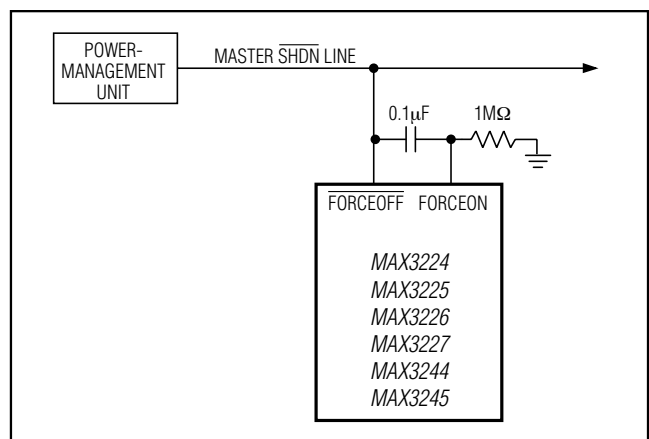 POWER-
MANAGEMENT
UNIT
MASTER SHDN LINE
0.1μF
1MΩ
FORCEOFF FORCEON
MAX3224
MAX3225
MAX3226
MAX3227
MAX3244
MAX3245